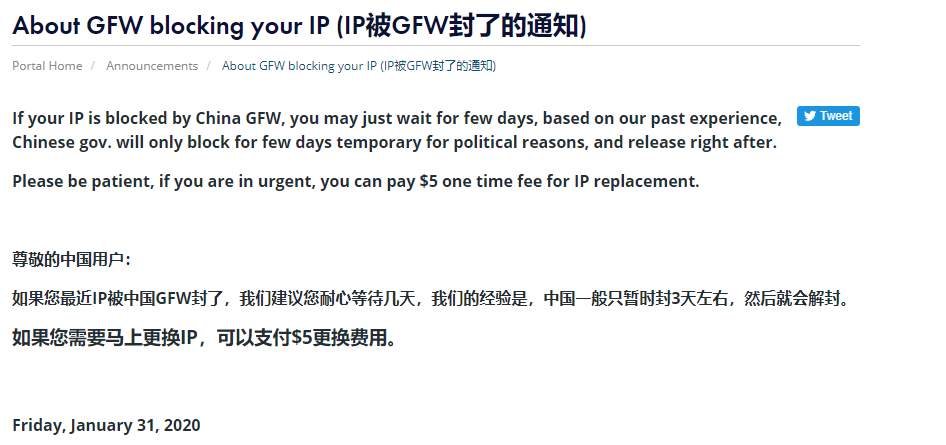 About GFW blocking your IP (IP被GFW封了的通知)
Portal Home / Announcements / About GFW blocking your IP (IP被GFW封了的通知)
If your IP is blocked by China GFW, you may just wait for few days, based on our past experience,
Tweet
Chinese gov. will only block for few days temporary for political reasons, and release right after.
Please be patient, if you are in urgent, you can pay $5 one time fee for IP replacement.
尊敬的中国用户：
如果您最近IP被中国GFW封了，我们建议您耐心等待几天，我们的经验是，中国一般只暂时封3天左右，然后就会解封。
如果您需要马上更换IP，可以支付$5更换费用。
Friday, January 31, 2020